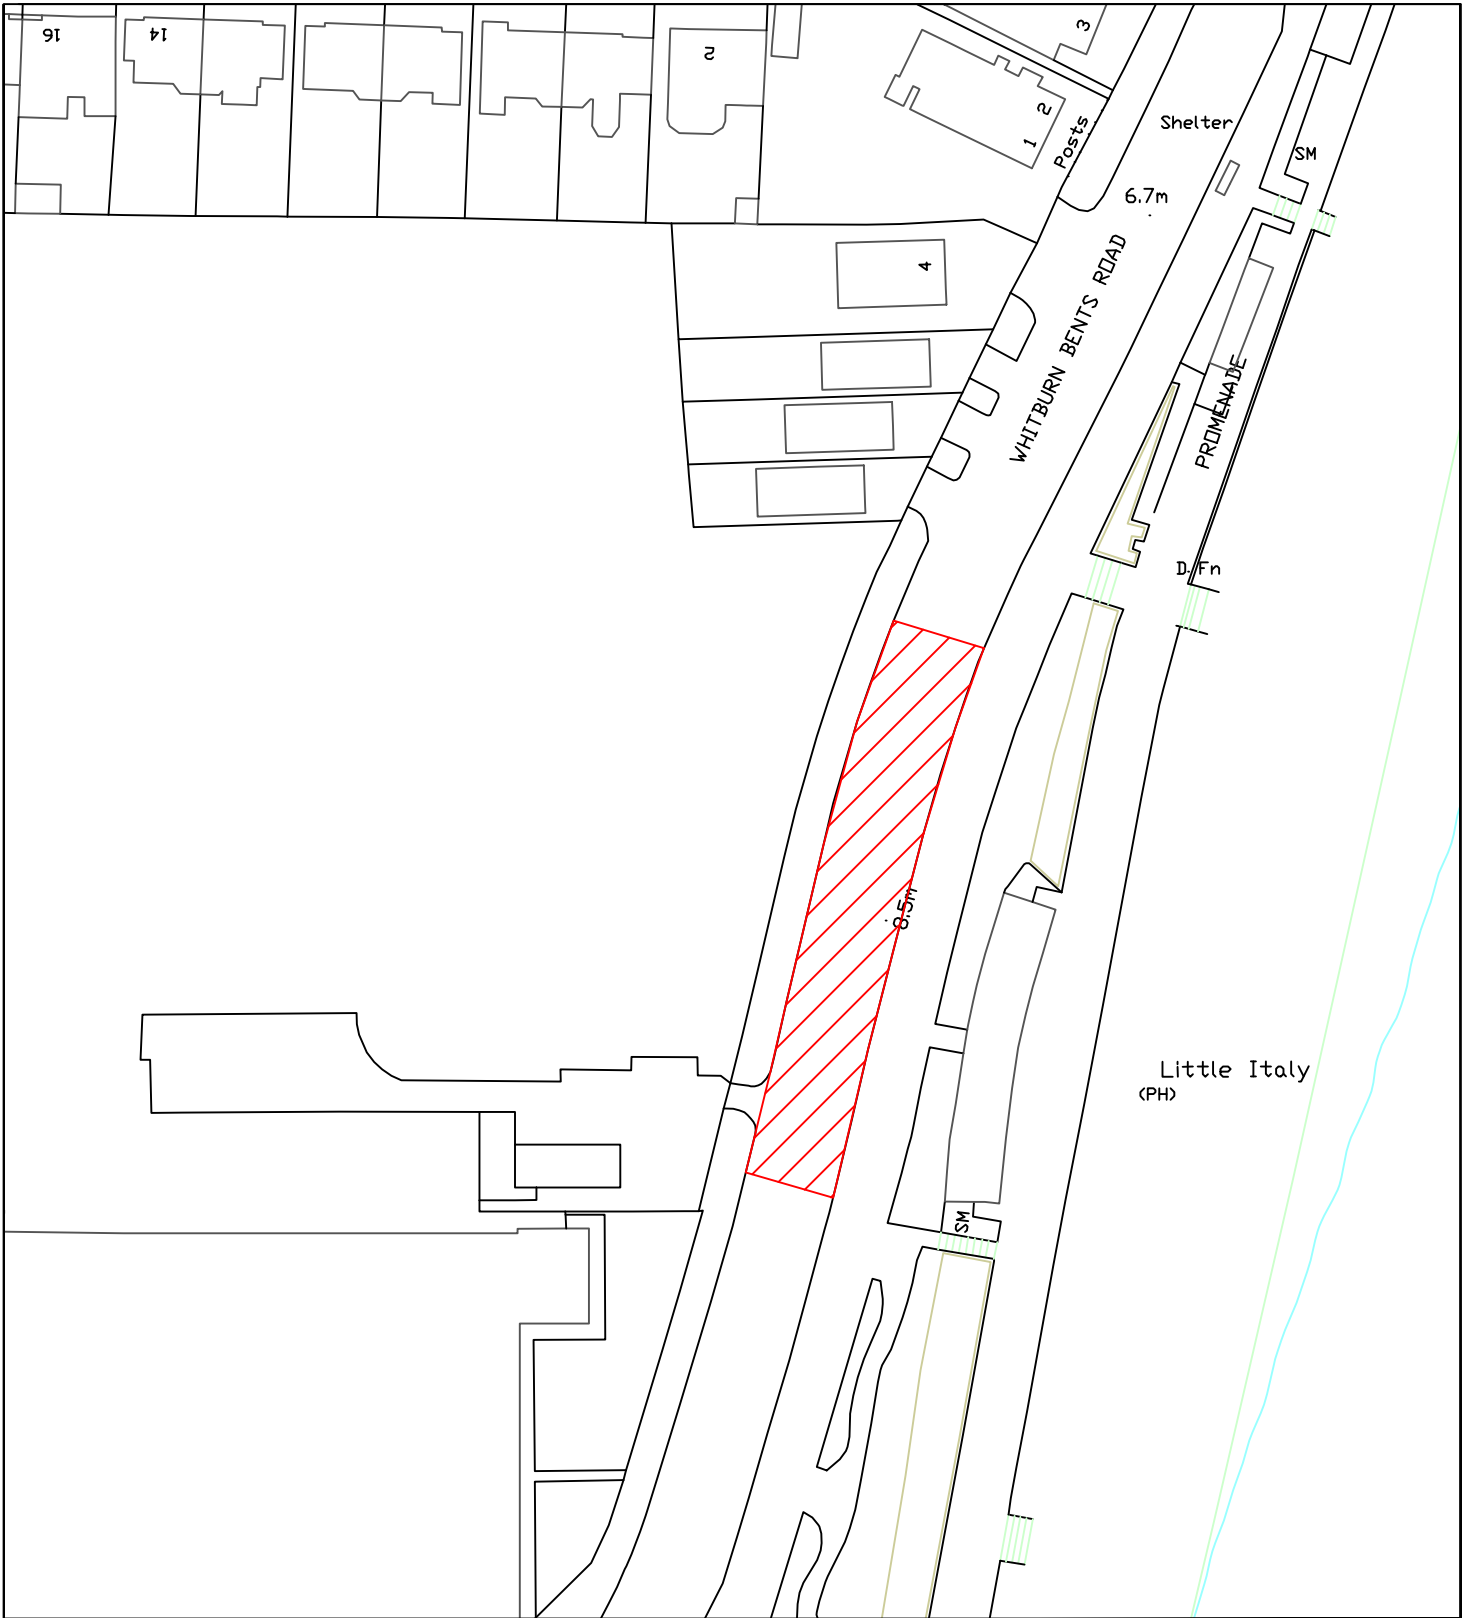 16
14
2
3
2
1
Posts
Shelter
SM
6.7m
4
WHITBURN BENTS ROAD
PROMENADE
D. Fn
8.5m
Little Italy
(PH)
SM